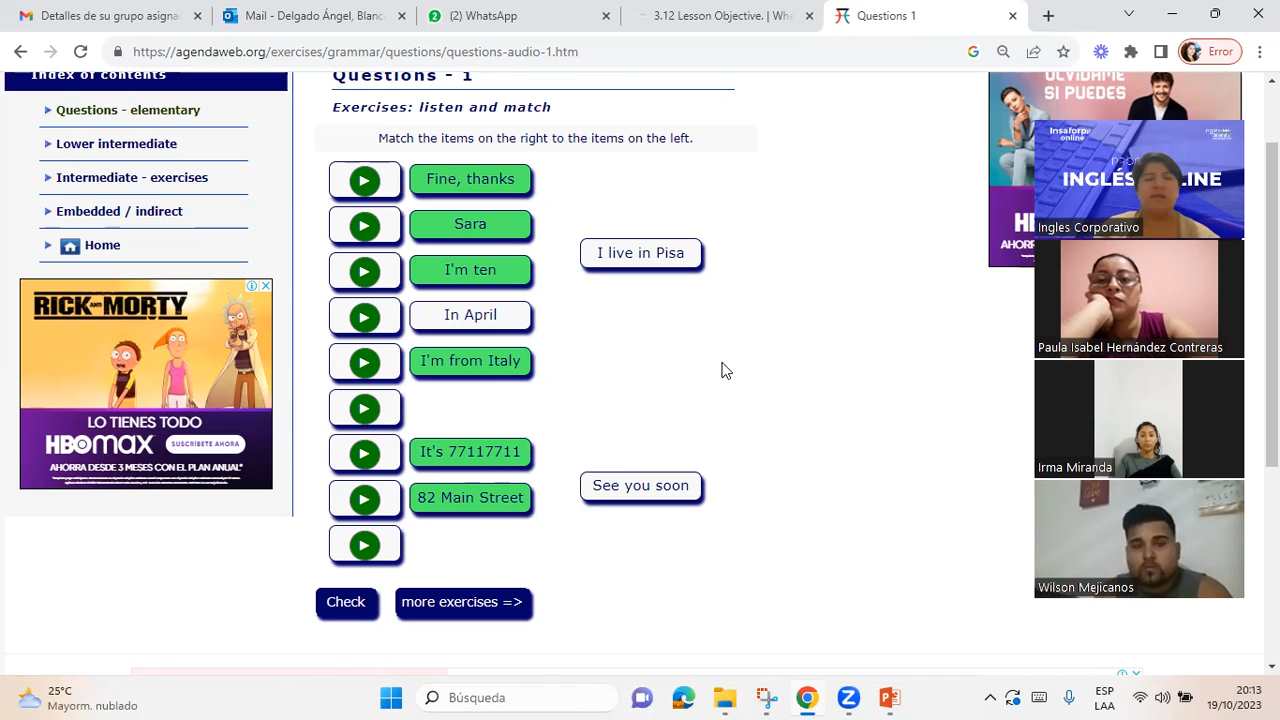 Detalles de su grupo asignar
Mail - Delgado Ángel, Blanc
(2) WhatsApp
3.12 Lesson Objective. | Whe
Questions 1
https://agendaweb.org/exercises/grammar/questions/questions-audio-1.htm
Error
Index of contents
Questions - elementary
Lower intermediate
Intermediate - exercises
Embedded / indirect
Home
RICK AND MORTY
LO TIENES TODO
HBOMAX
SUSCRÍBETE AHORA
AHORRA DESDE 3 MESES CON EL PLAN ANUAL*
Questions - 1
Exercises: listen and match
Match the items on the right to the items on the left.
Fine, thanks
Sara
I live in Pisa
I'm ten
In April
I'm from Italy
It's 77117711
See you soon
82 Main Street
Check
more exercises =>
OLVÍDAME
SI PUEDES
Insaforp
online
INGLÉS ONLINE
Ingles Corporativo
Paula Isabel Hernández Contreras
Irma Miranda
Wilson Mejicanos
25°C
Mayorm. nublado
Búsqueda
ESP
LAA
20:13
19/10/2023